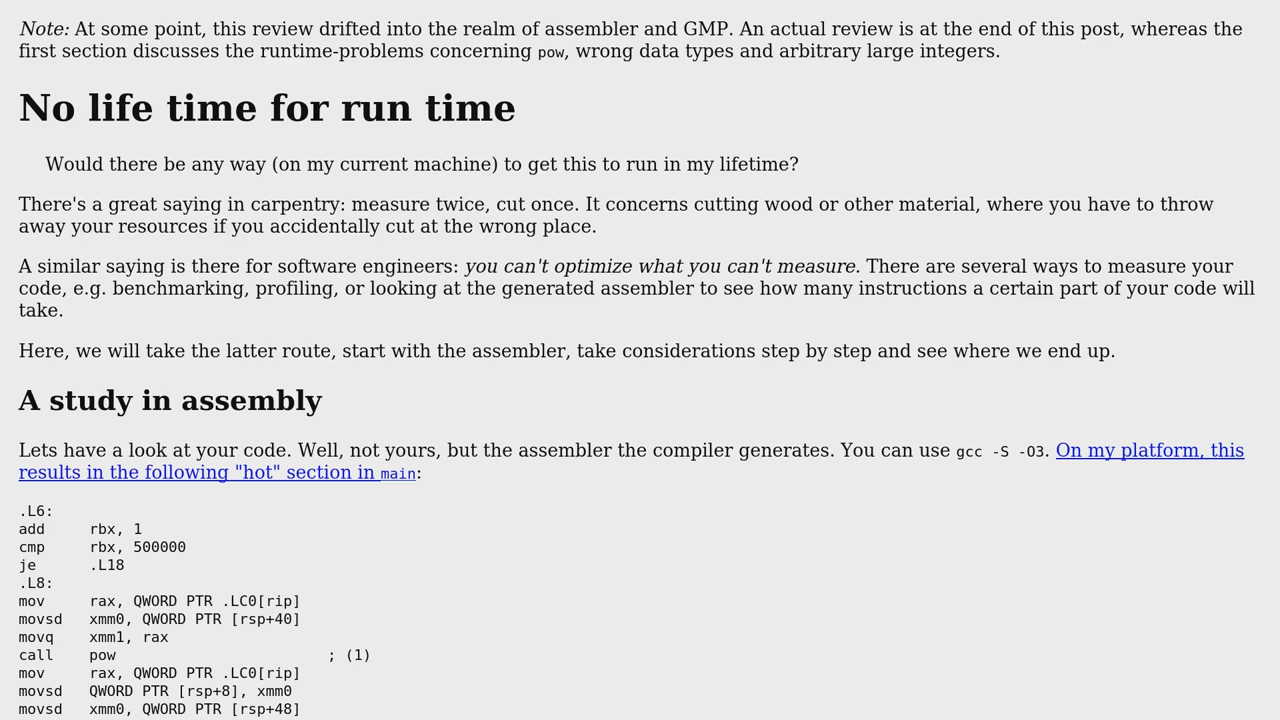 Note: At some point, this review drifted into the realm of assembler and GMP. An actual review is at the end of this post, whereas the
first section discusses the runtime-problems concerning pow, wrong data types and arbitrary large integers.
No life time for run time
Would there be any way (on my current machine) to get this to run in my lifetime?
There's a great saying in carpentry: measure twice, cut once. It concerns cutting wood or other material, where you have to throw
away your resources if you accidentally cut at the wrong place.
A similar saying is there for software engineers: you can't optimize what you can't measure. There are several ways to measure your
code, e.g. benchmarking, profiling, or looking at the generated assembler to see how many instructions a certain part of your code will
take.
Here, we will take the latter route, start with the assembler, take considerations step by step and see where we end up.
A study in assembly
Lets have a look at your code. Well, not yours, but the assembler the compiler generates. You can use gcc -S -O3. On my platform, this
results in the following "hot" section in main:
.L6:
add     rbx, 1
cmp     rbx, 500000
je      .L18
.L8:
mov     rax, QWORD PTR .LC0[rip]
movsd   xmm0, QWORD PTR [rsp+40]
movq    xmm1, rax
call    pow                        ; (1)
mov     rax, QWORD PTR .LC0[rip]
movsd   QWORD PTR [rsp+8], xmm0
movsd   xmm0, QWORD PTR [rsp+48]